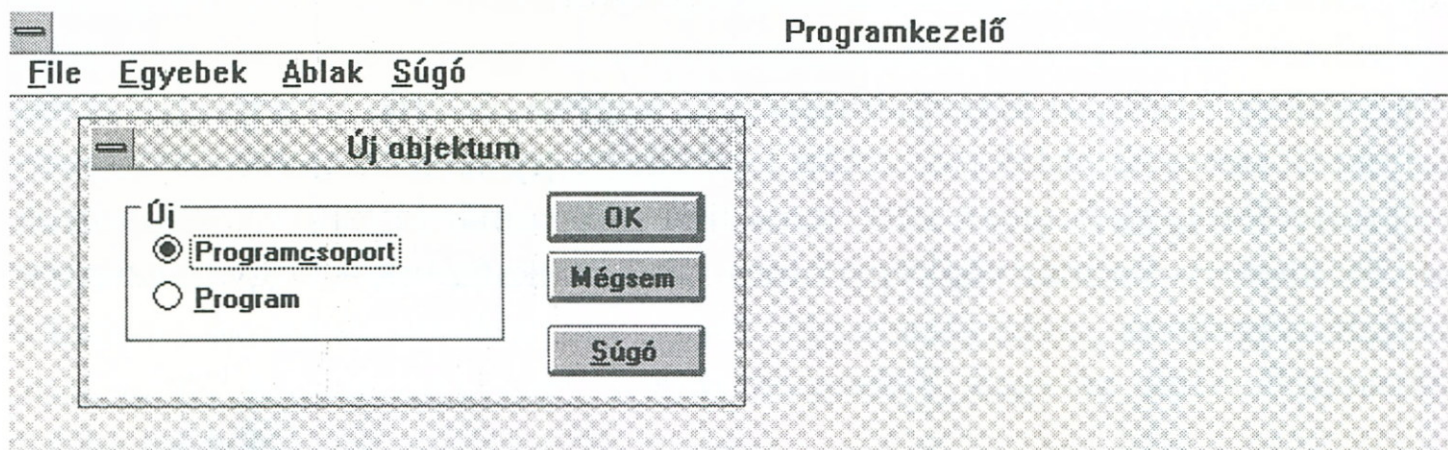 Programkezelő
File Egyebek Ablak Súgó
Új objektum
Új
Programcsoport
Program
OK
Mégsem
Súgó